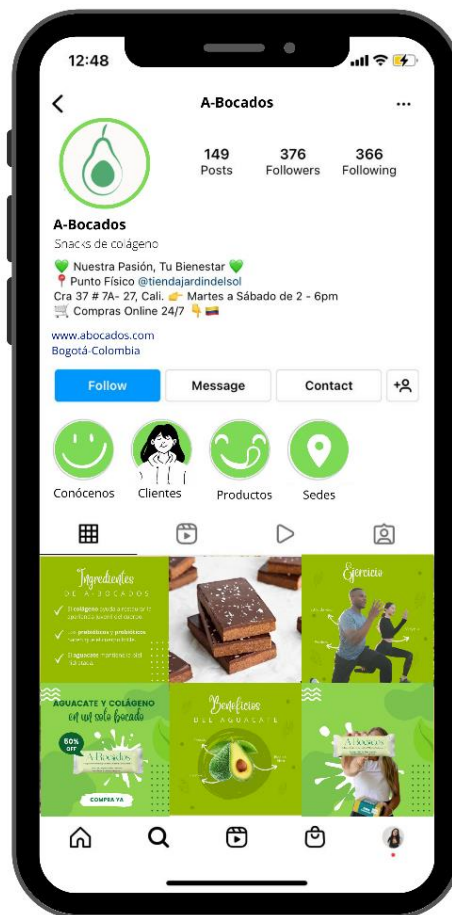 12:48
A-Bocados
149
376
366
Posts
Followers
Following
A-Bocados
Snacks de colágeno
Nuestra Pasión, Tu Bienestar
Punto Físico @tiendajardindelsol
Cra 37 # 7A- 27, Cali. Martes a Sábado de 2 - 6pm
Compras Online 24/7
www.abocados.com
Bogotá-Colombia
Follow
Message
Contact
Conócenos
Clientes
Productos
Sedes
Ingredientes
DE A-BOCADOS
Ejercicio
AGUACATE Y COLÁGENO
en un solo bocado
50%
OFF
A-Bocados
COMPRA YA
Beneficios
DEL AGUACATE
A-Bocados